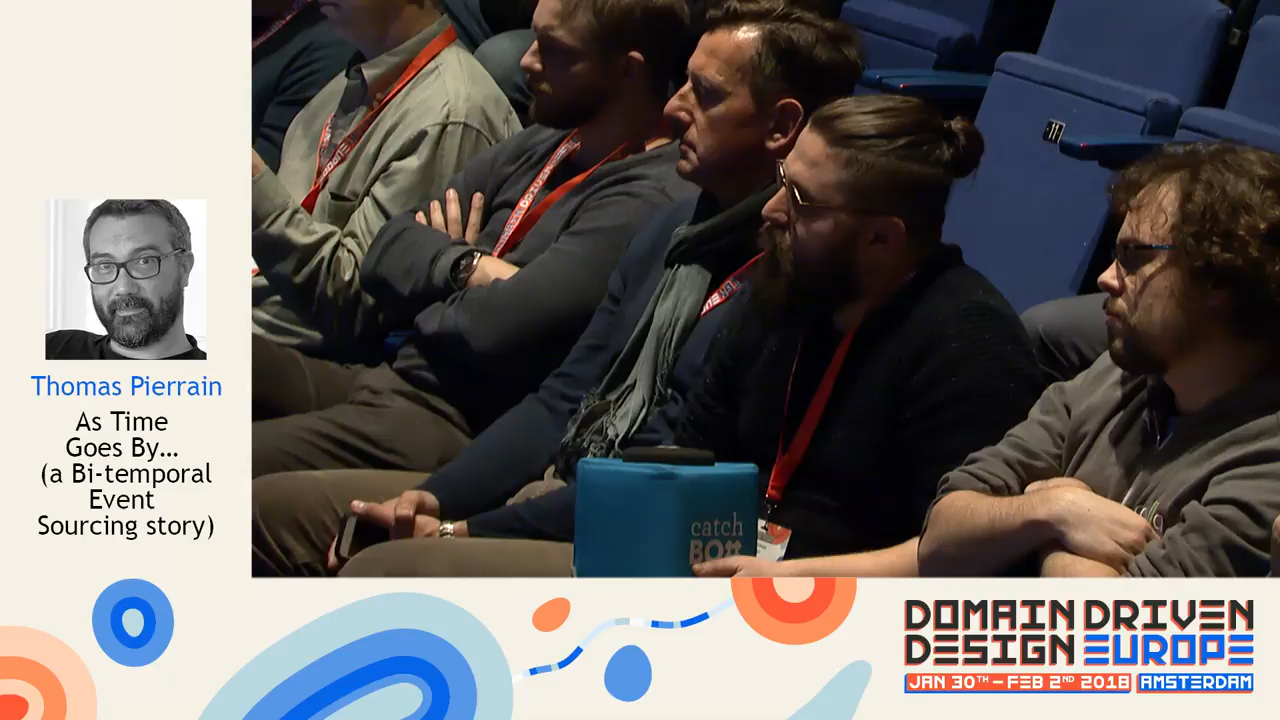 Thomas Pierrain
As Time
Goes By...
(a Bi-temporal
Event
Sourcing story)
catch
BOX
DOMAIN DRIVEN
DESIGN EUROPE
JAN 30TH - FEB 2ND 2018 AMSTERDAM